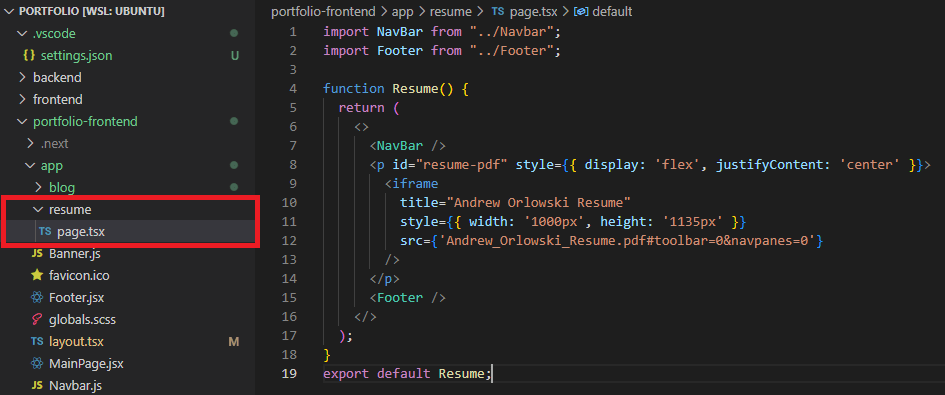 PORTFOLIO [WSL: UBUNTU]
.vscode
{} settings.json U
backend
frontend
portfolio-frontend
.next
app
blog
resume
TS page.tsx
JS Banner.js
favicon.ico
Footer.jsx
globals.scss
TS layout.tsx M
MainPage.jsx
JS Navbar.js
portfolio-frontend > app > resume > TS page.tsx > default
1 import NavBar from "../Navbar";
2 import Footer from "../Footer";
3
4 function Resume() {
5 return (
6 <>
7 <NavBar />
8 <p id="resume-pdf" style={{ display: 'flex', justifyContent: 'center' }}>
9 <iframe
10 title="Andrew Orlowski Resume"
11 style={{ width: '1000px', height: '1135px' }}
12 src={'Andrew_Orlowski_Resume.pdf#toolbar=0&navpanes=0'}
13 />
14 </p>
15 <Footer />
16 </>
17 );
18 }
19 export default Resume;